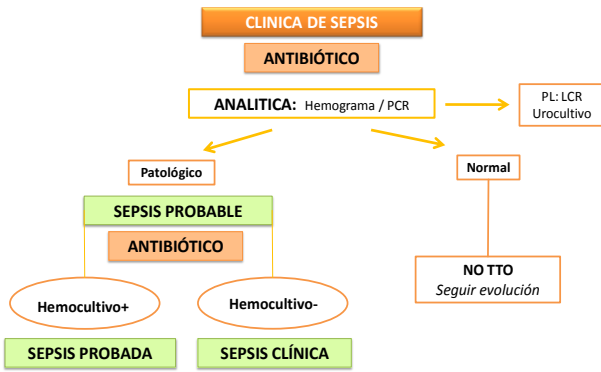 CLINICA DE SEPSIS
ANTIBIÓTICO
ANALITICA: Hemograma / PCR
PL: LCR
Urocultivo
Patológico
Normal
SEPSIS PROBABLE
ANTIBIÓTICO
NO TTO
Seguir evolución
Hemocultivo+
Hemocultivo-
SEPSIS PROBADA
SEPSIS CLÍNICA